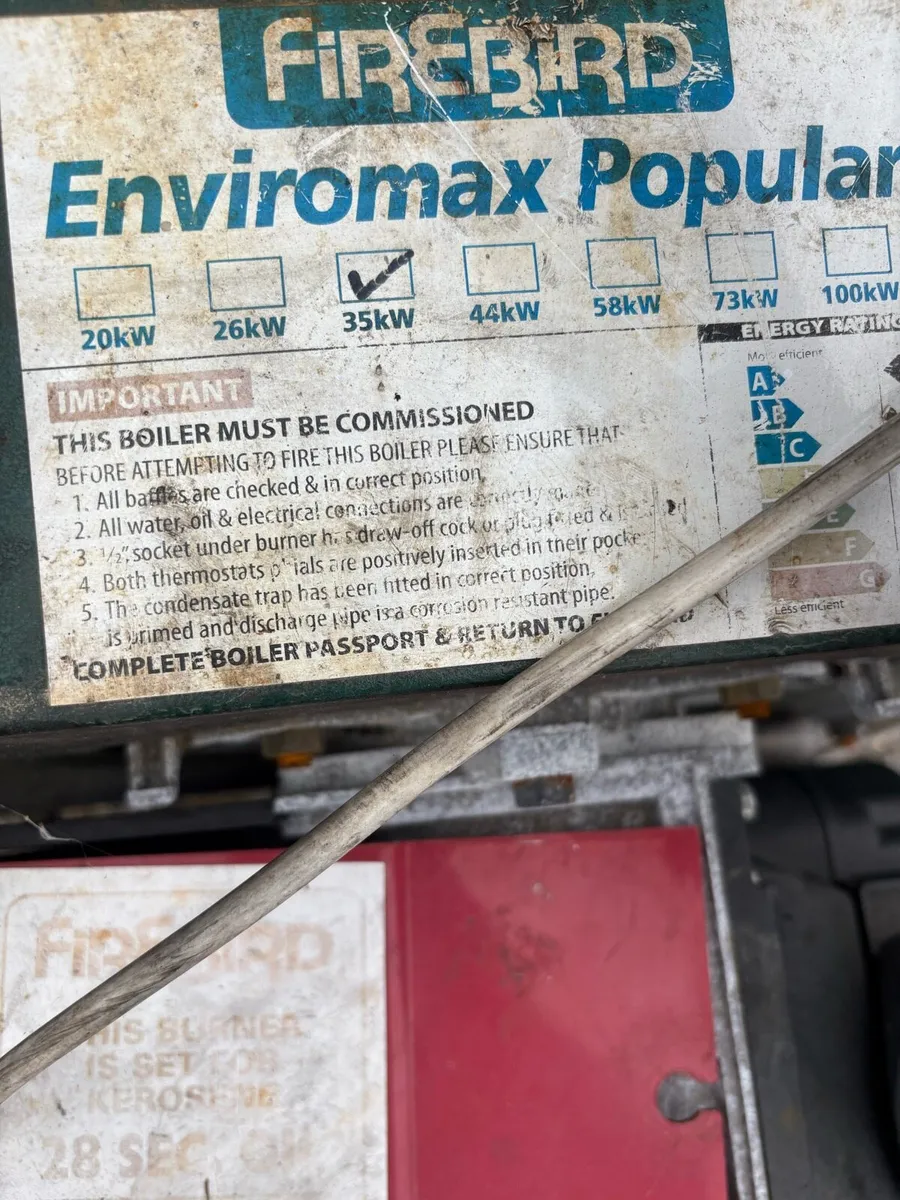 FIREBIRD
Enviromax Popular
20kW 26kW 35kW 44kW 58kW 73kW 100kW
ENERGY RATING
More efficient
A
B
C
E
F
G
Less efficient
IMPORTANT
THIS BOILER MUST BE COMMISSIONED
BEFORE ATTEMPTING TO FIRE THIS BOILER PLEASE ENSURE THAT
1. All baffles are checked & in correct position,
2. All water, oil & electrical connections are
3. 1/2" socket under burner has draw-off cock or plug fitted &
4. Both thermostats phials are positively inserted in their
5. The condensate trap has been fitted in correct position,
is primed and discharge pipe is a corrosion resistant pipe.
COMPLETE BOILER PASSPORT & RETURN TO
FIREBIRD
THIS BURNER
IS SET FOR
KEROSINE
28 SEC. Oil